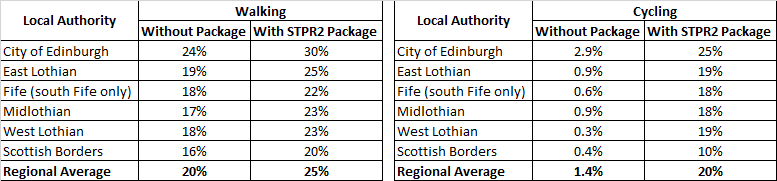 Local Authority Walking
Without Package With STPR2 Package
City of Edinburgh 24% 30%
East Lothian 19% 25%
Fife (south Fife only) 18% 22%
Midlothian 17% 23%
West Lothian 18% 23%
Scottish Borders 16% 20%
Regional Average 20% 25%
Local Authority Cycling
Without Package With STPR2 Package
City of Edinburgh 2.9% 25%
East Lothian 0.9% 19%
Fife (south Fife only) 0.6% 18%
Midlothian 0.9% 18%
West Lothian 0.3% 19%
Scottish Borders 0.4% 10%
Regional Average 1.4% 20%